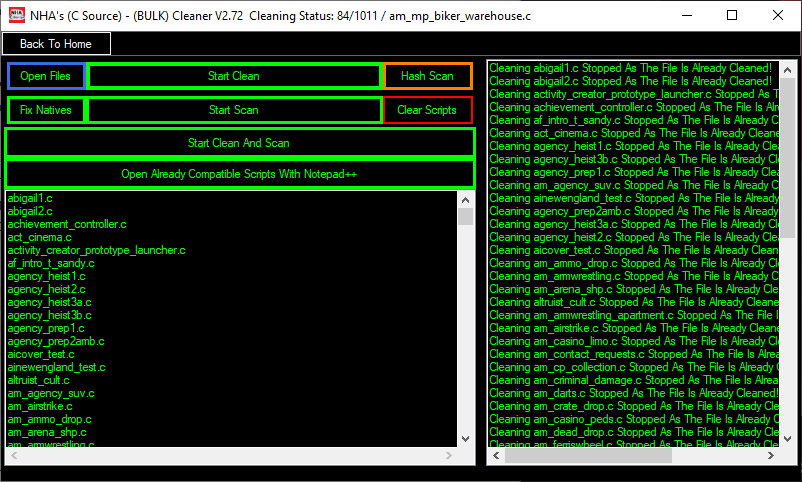 NHA's (C Source) - (BULK) Cleaner V2.72 Cleaning Status: 84/1011 / am_mp_biker_warehouse.c
Back To Home
Open Files
Start Clean
Hash Scan
Fix Natives
Start Scan
Clear Scripts
Start Clean And Scan
Open Already Compatible Scripts With Notepad++
abigail1.c
abigail2.c
achievement_controller.c
act_cinema.c
activity_creator_prototype_launcher.c
af_intro_t_sandy.c
agency_heist1.c
agency_heist2.c
agency_heist3a.c
agency_heist3b.c
agency_prep1.c
agency_prep2amb.c
aicover_test.c
ainewengland_test.c
altruist_cult.c
am_agency_suv.c
am_airstrike.c
am_ammo_drop.c
am_arena_shp.c
am_armwrestling.c
Cleaning abigail1.c Stopped As The File Is Already Cleaned!
Cleaning abigail2.c Stopped As The File Is Already Cleaned!
Cleaning activity_creator_prototype_launcher.c Stopped As T
Cleaning achievement_controller.c Stopped As The File Is Alr
Cleaning af_intro_t_sandy.c Stopped As The File Is Already C
Cleaning act_cinema.c Stopped As The File Is Already Cleane
Cleaning agency_heist1.c Stopped As The File Is Already Clea
Cleaning agency_heist3b.c Stopped As The File Is Already Cle
Cleaning agency_prep1.c Stopped As The File Is Already Clea
Cleaning am_agency_suv.c Stopped As The File Is Already Cle
Cleaning ainewengland_test.c Stopped As The File Is Already
Cleaning agency_prep2amb.c Stopped As The File Is Already
Cleaning agency_heist3a.c Stopped As The File Is Already Cle
Cleaning agency_heist2.c Stopped As The File Is Already Clea
Cleaning aicover_test.c Stopped As The File Is Already Clean
Cleaning am_ammo_drop.c Stopped As The File Is Already Cl
Cleaning am_armwrestling.c Stopped As The File Is Already Cl
Cleaning am_arena_shp.c Stopped As The File Is Already Clea
Cleaning altruist_cult.c Stopped As The File Is Already Cleane
Cleaning am_armwrestling_apartment.c Stopped As The File Is
Cleaning am_airstrike.c Stopped As The File Is Already Clean
Cleaning am_casino_limo.c Stopped As The File Is Already Cl
Cleaning am_contact_requests.c Stopped As The File Is Alrea
Cleaning am_cp_collection.c Stopped As The File Is Already C
Cleaning am_criminal_damage.c Stopped As The File Is Alrea
Cleaning am_darts.c Stopped As The File Is Already Cleaned!
Cleaning am_crate_drop.c Stopped As The File Is Already Cle
Cleaning am_casino_peds.c Stopped As The File Is Already Cl
Cleaning am_dead_drop.c Stopped As The File Is Already Cle
Cleaning am_ferriswheel.c Stopped As The File Is Already Cle